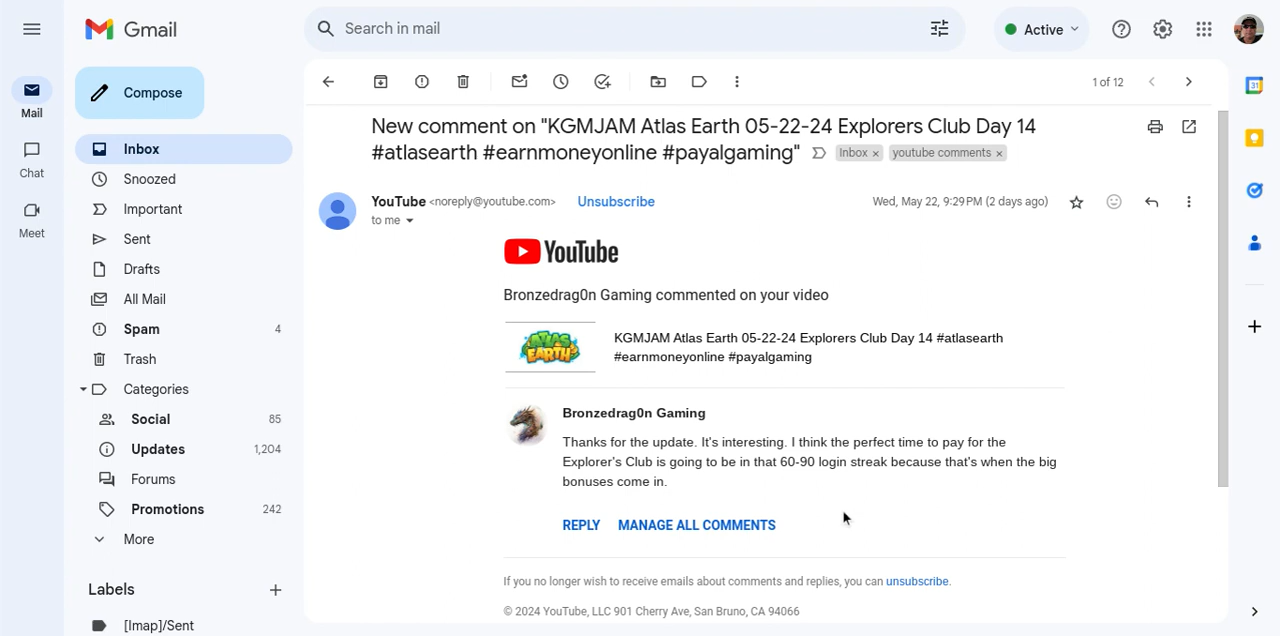 Gmail
Search in mail
Active
Mail
Chat
Meet
Compose
Inbox
Snoozed
Important
Sent
Drafts
All Mail
Spam 4
Trash
Categories
Social 85
Updates 1,204
Forums
Promotions 242
More
Labels
[Imap]/Sent
1 of 12
New comment on "KGMJAM Atlas Earth 05-22-24 Explorers Club Day 14
#atlasearth #earnmoneyonline #payalgaming" Inbox × youtube comments ×
YouTube <noreply@youtube.com> Unsubscribe Wed, May 22, 9:29 PM (2 days ago)
to me
YouTube
Bronzedrag0n Gaming commented on your video
ATLAS
EARTH
KGMJAM Atlas Earth 05-22-24 Explorers Club Day 14 #atlasearth
#earnmoneyonline #payalgaming
Bronzedrag0n Gaming
Thanks for the update. It's interesting. I think the perfect time to pay for the
Explorer's Club is going to be in that 60-90 login streak because that's when the big
bonuses come in.
REPLY MANAGE ALL COMMENTS
If you no longer wish to receive emails about comments and replies, you can unsubscribe.
© 2024 YouTube, LLC 901 Cherry Ave, San Bruno, CA 94066
31